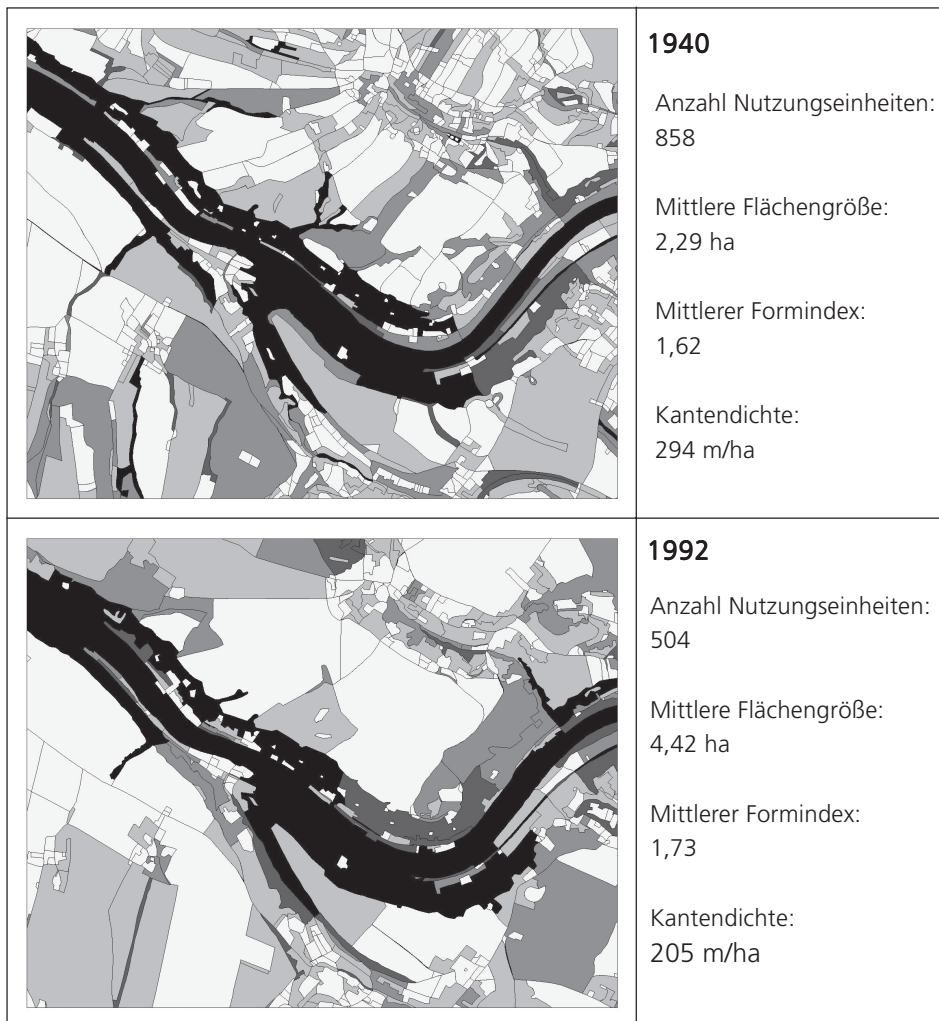 1940
Anzahl Nutzungseinheiten:
858
Mittlere Flächengröße:
2,29 ha
Mittlerer Formindex:
1,62
Kantendichte:
294 m/ha
1992
Anzahl Nutzungseinheiten:
504
Mittlere Flächengröße:
4,42 ha
Mittlerer Formindex:
1,73
Kantendichte:
205 m/ha